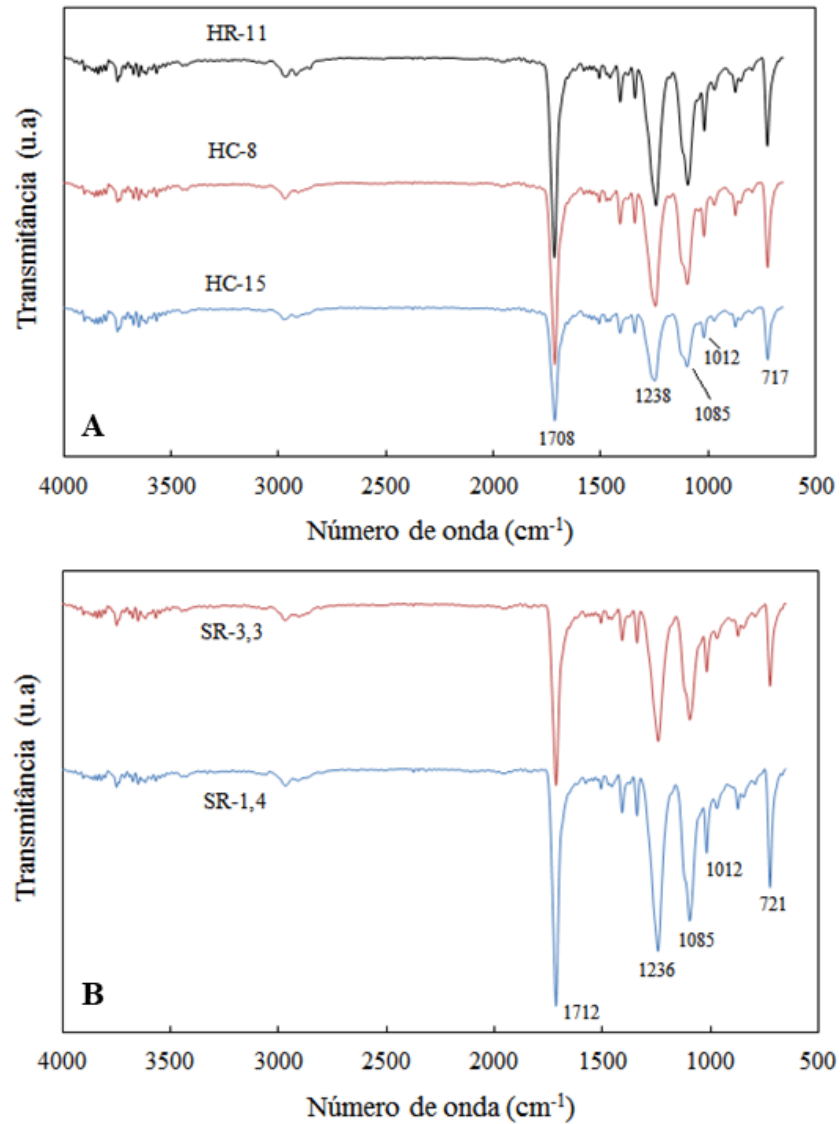 HR-11
HC-8
HC-15
Transmitância (u.a)
1012
717
1238
1085
1708
A
4000 3500 3000 2500 2000 1500 1000 500
Número de onda (cm-1)
SR-3,3
SR-1,4
Transmitância (u.a)
1012
721
1085
1236
1712
B
4000 3500 3000 2500 2000 1500 1000 500
Número de onda (cm-1)